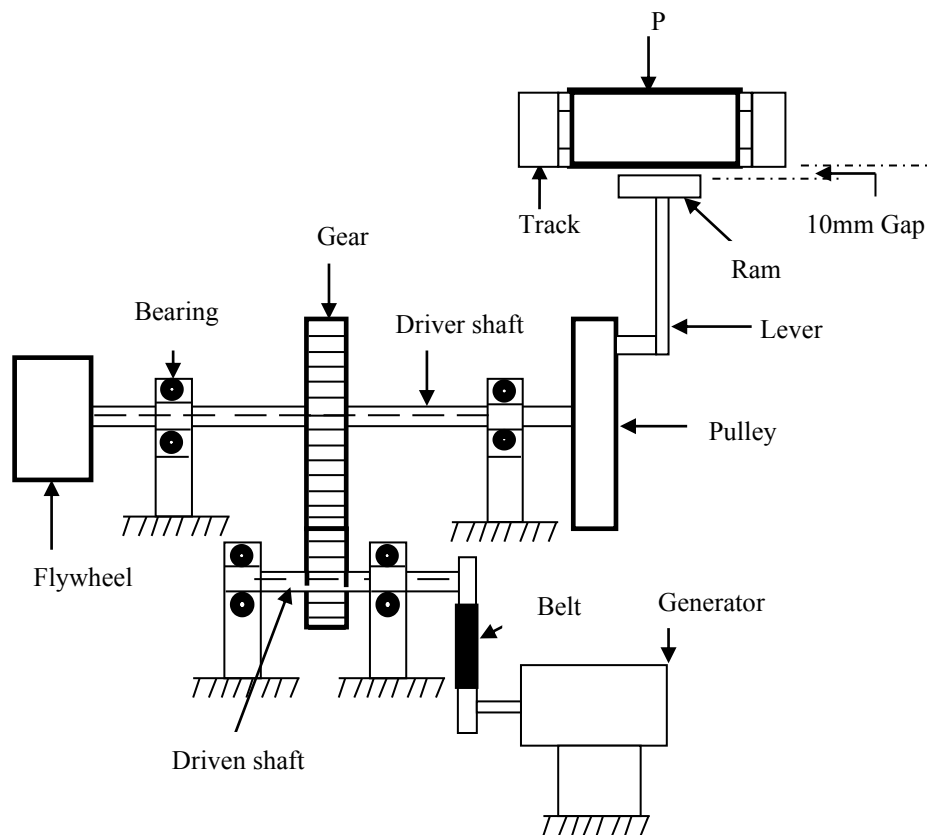 P
Track
10mm Gap
Gear
Ram
Bearing
Driver shaft
Lever
Pulley
Flywheel
Belt
Generator
Driven shaft